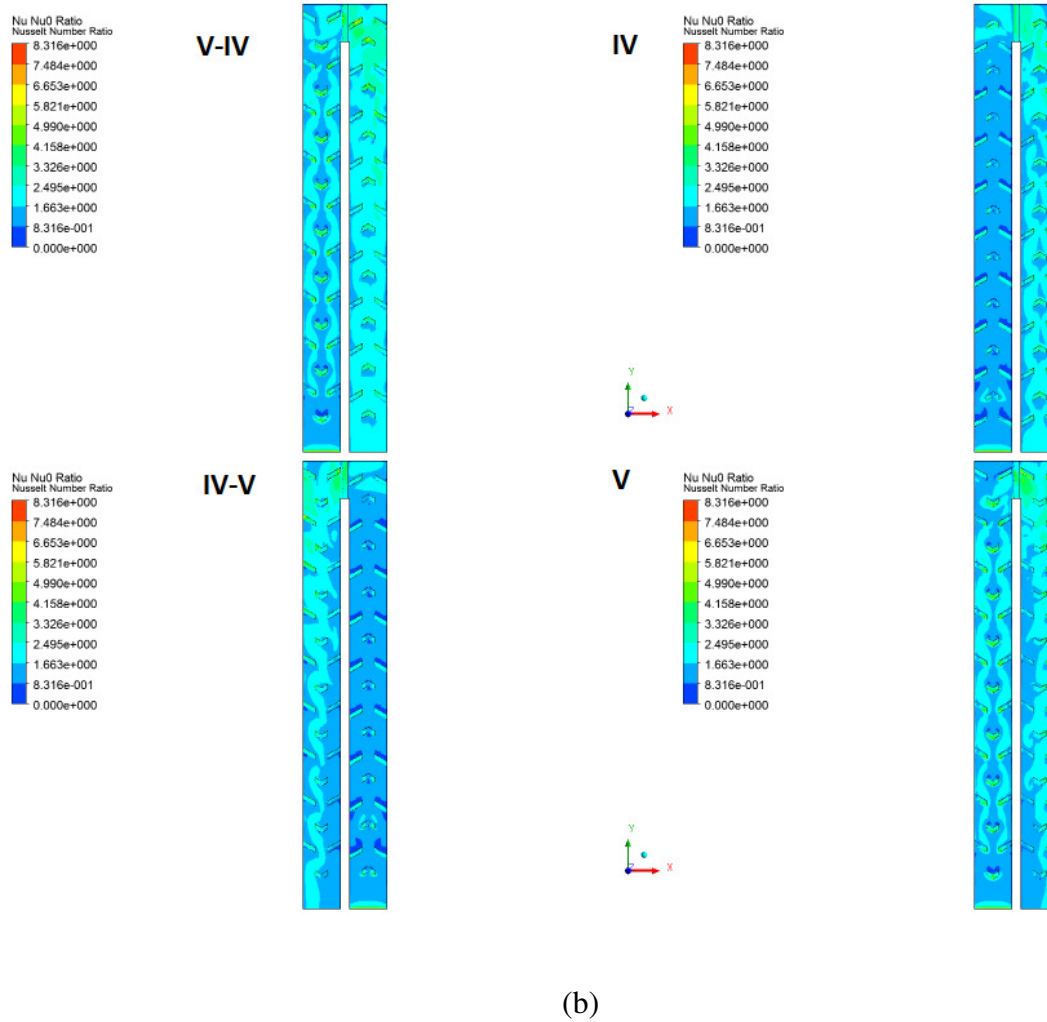 Nu Nu0 Ratio
Nusselt Number Ratio
8.316e+000
7.484e+000
6.653e+000
5.821e+000
4.990e+000
4.158e+000
3.326e+000
2.495e+000
1.663e+000
8.316e-001
0.000e+000
V-IV
Nu Nu0 Ratio
Nusselt Number Ratio
8.316e+000
7.484e+000
6.653e+000
5.821e+000
4.990e+000
4.158e+000
3.326e+000
2.495e+000
1.663e+000
8.316e-001
0.000e+000
IV
Y
Z
X
Nu Nu0 Ratio
Nusselt Number Ratio
8.316e+000
7.484e+000
6.653e+000
5.821e+000
4.990e+000
4.158e+000
3.326e+000
2.495e+000
1.663e+000
8.316e-001
0.000e+000
IV-V
Nu Nu0 Ratio
Nusselt Number Ratio
8.316e+000
7.484e+000
6.653e+000
5.821e+000
4.990e+000
4.158e+000
3.326e+000
2.495e+000
1.663e+000
8.316e-001
0.000e+000
V
Y
Z
X
(b)